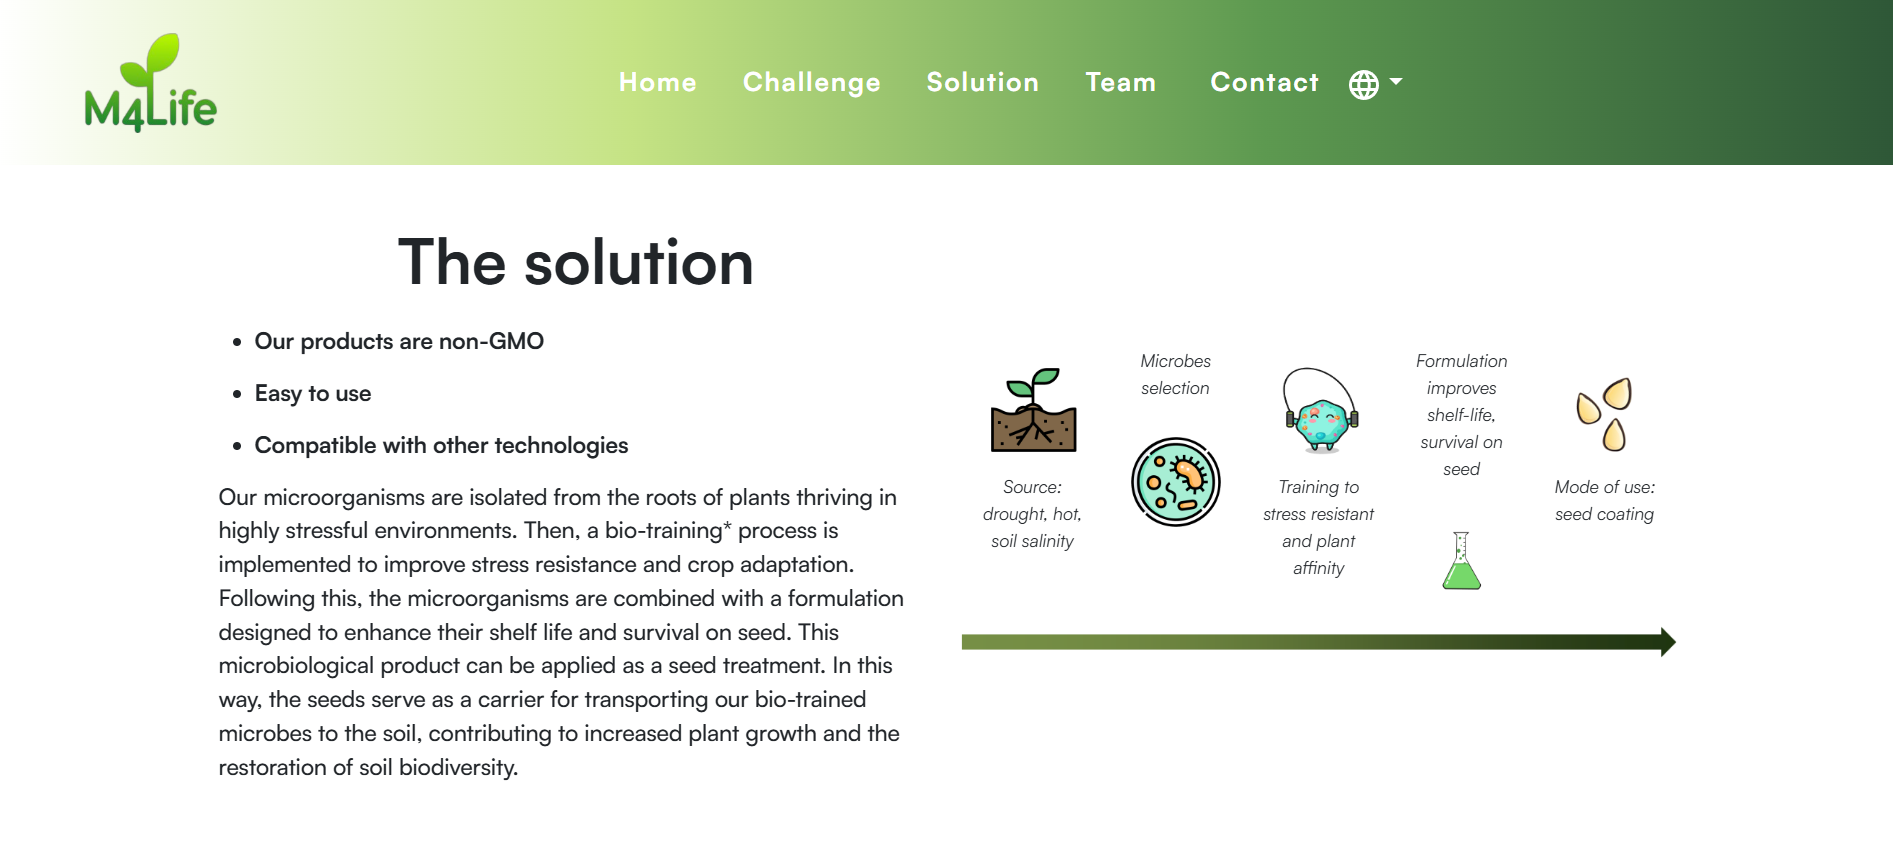 M4Life
Home
Challenge
Solution
Team
Contact
The solution
• Our products are non-GMO
• Easy to use
• Compatible with other technologies
Our microorganisms are isolated from the roots of plants thriving in
highly stressful environments. Then, a bio-training* process is
implemented to improve stress resistance and crop adaptation.
Following this, the microorganisms are combined with a formulation
designed to enhance their shelf life and survival on seed. This
microbiological product can be applied as a seed treatment. In this
way, the seeds serve as a carrier for transporting our bio-trained
microbes to the soil, contributing to increased plant growth and the
restoration of soil biodiversity.
Source:
drought, hot,
soil salinity
Microbes
selection
Training to
stress resistant
and plant
affinity
Formulation
improves
shelf-life,
survival on
seed
Mode of use:
seed coating